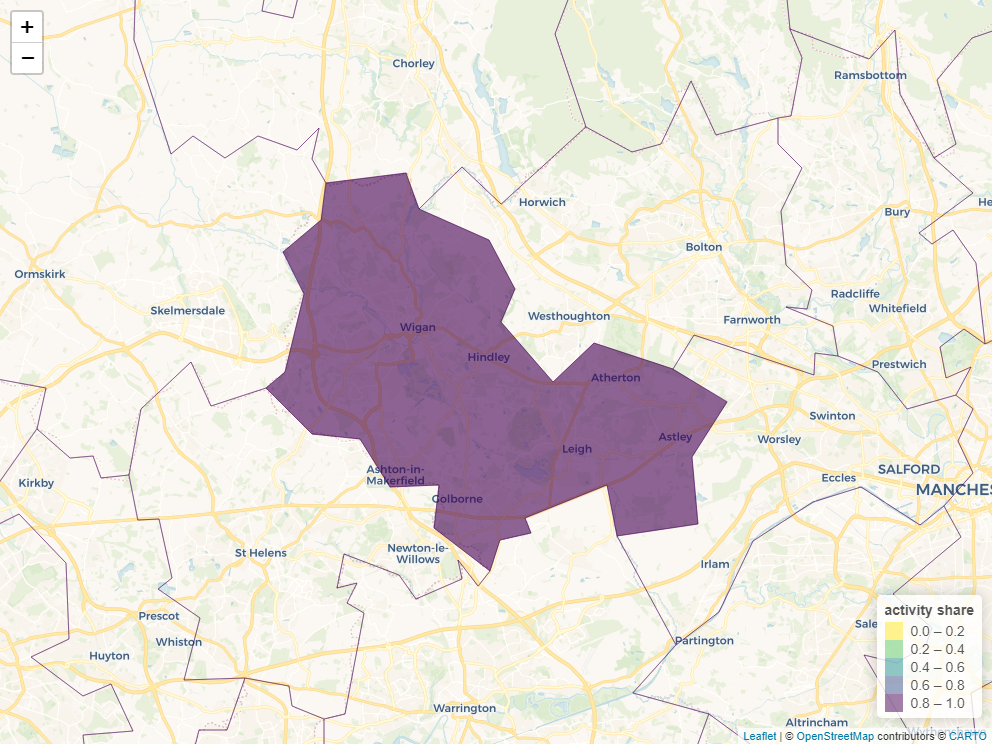 +
−
Chorley
Ramsbottom
Horwich
Bury
He
Bolton
Ormskirk
Radcliffe
Skelmersdale
Whitefield
Westhoughton
Farnworth
Wigan
Hindley
Prestwich
Atherton
Swinton
Astley
Worsley
Leigh
SALFORD
Ashton-in-
Makerfield
Eccles
Kirkby
MANCHES
Golborne
St Helens
Newton-le-
Willows
Irlam
activity share
Prescot
Sale
0.0 – 0.2
Whiston
Partington
0.2 – 0.4
Huyton
0.4 – 0.6
0.6 – 0.8
0.8 – 1.0
Warrington
Altrincham
Leaflet | © OpenStreetMap contributors © CARTO